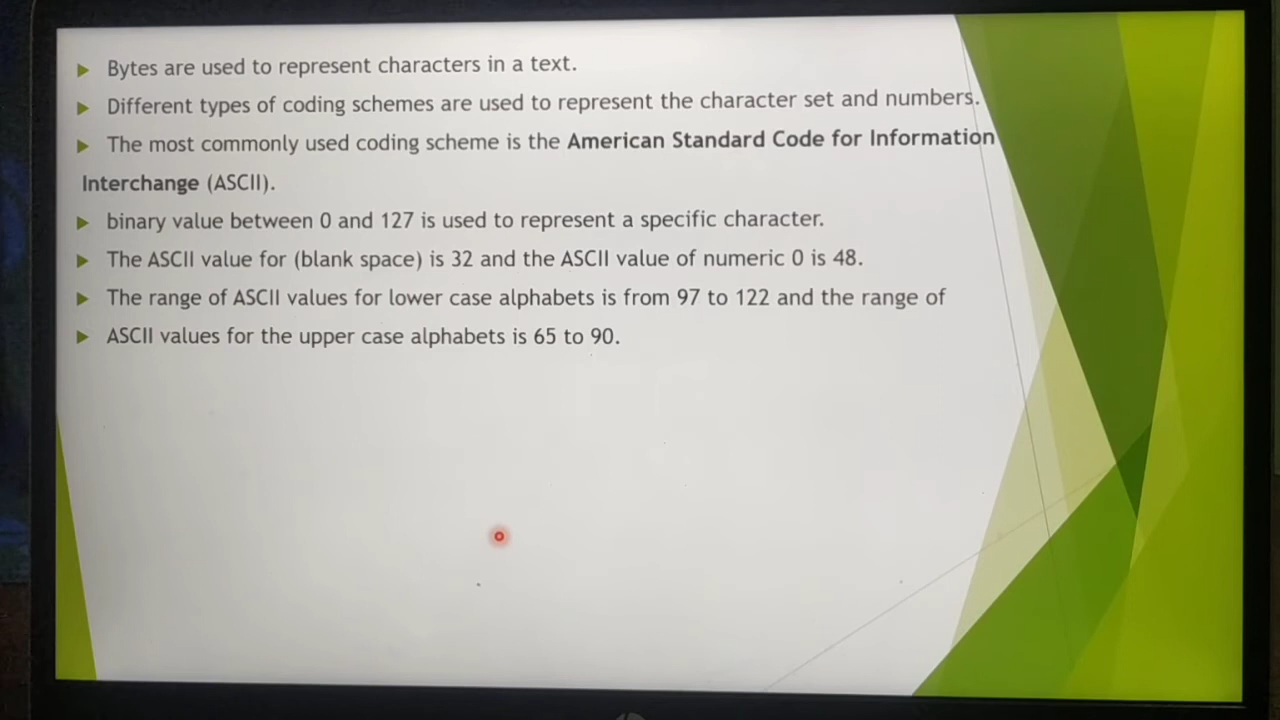 Bytes are used to represent characters in a text.
Different types of coding schemes are used to represent the character set and numbers.
The most commonly used coding scheme is the American Standard Code for Information
Interchange (ASCII).
binary value between 0 and 127 is used to represent a specific character.
The ASCII value for (blank space) is 32 and the ASCII value of numeric 0 is 48.
The range of ASCII values for lower case alphabets is from 97 to 122 and the range of
ASCII values for the upper case alphabets is 65 to 90.